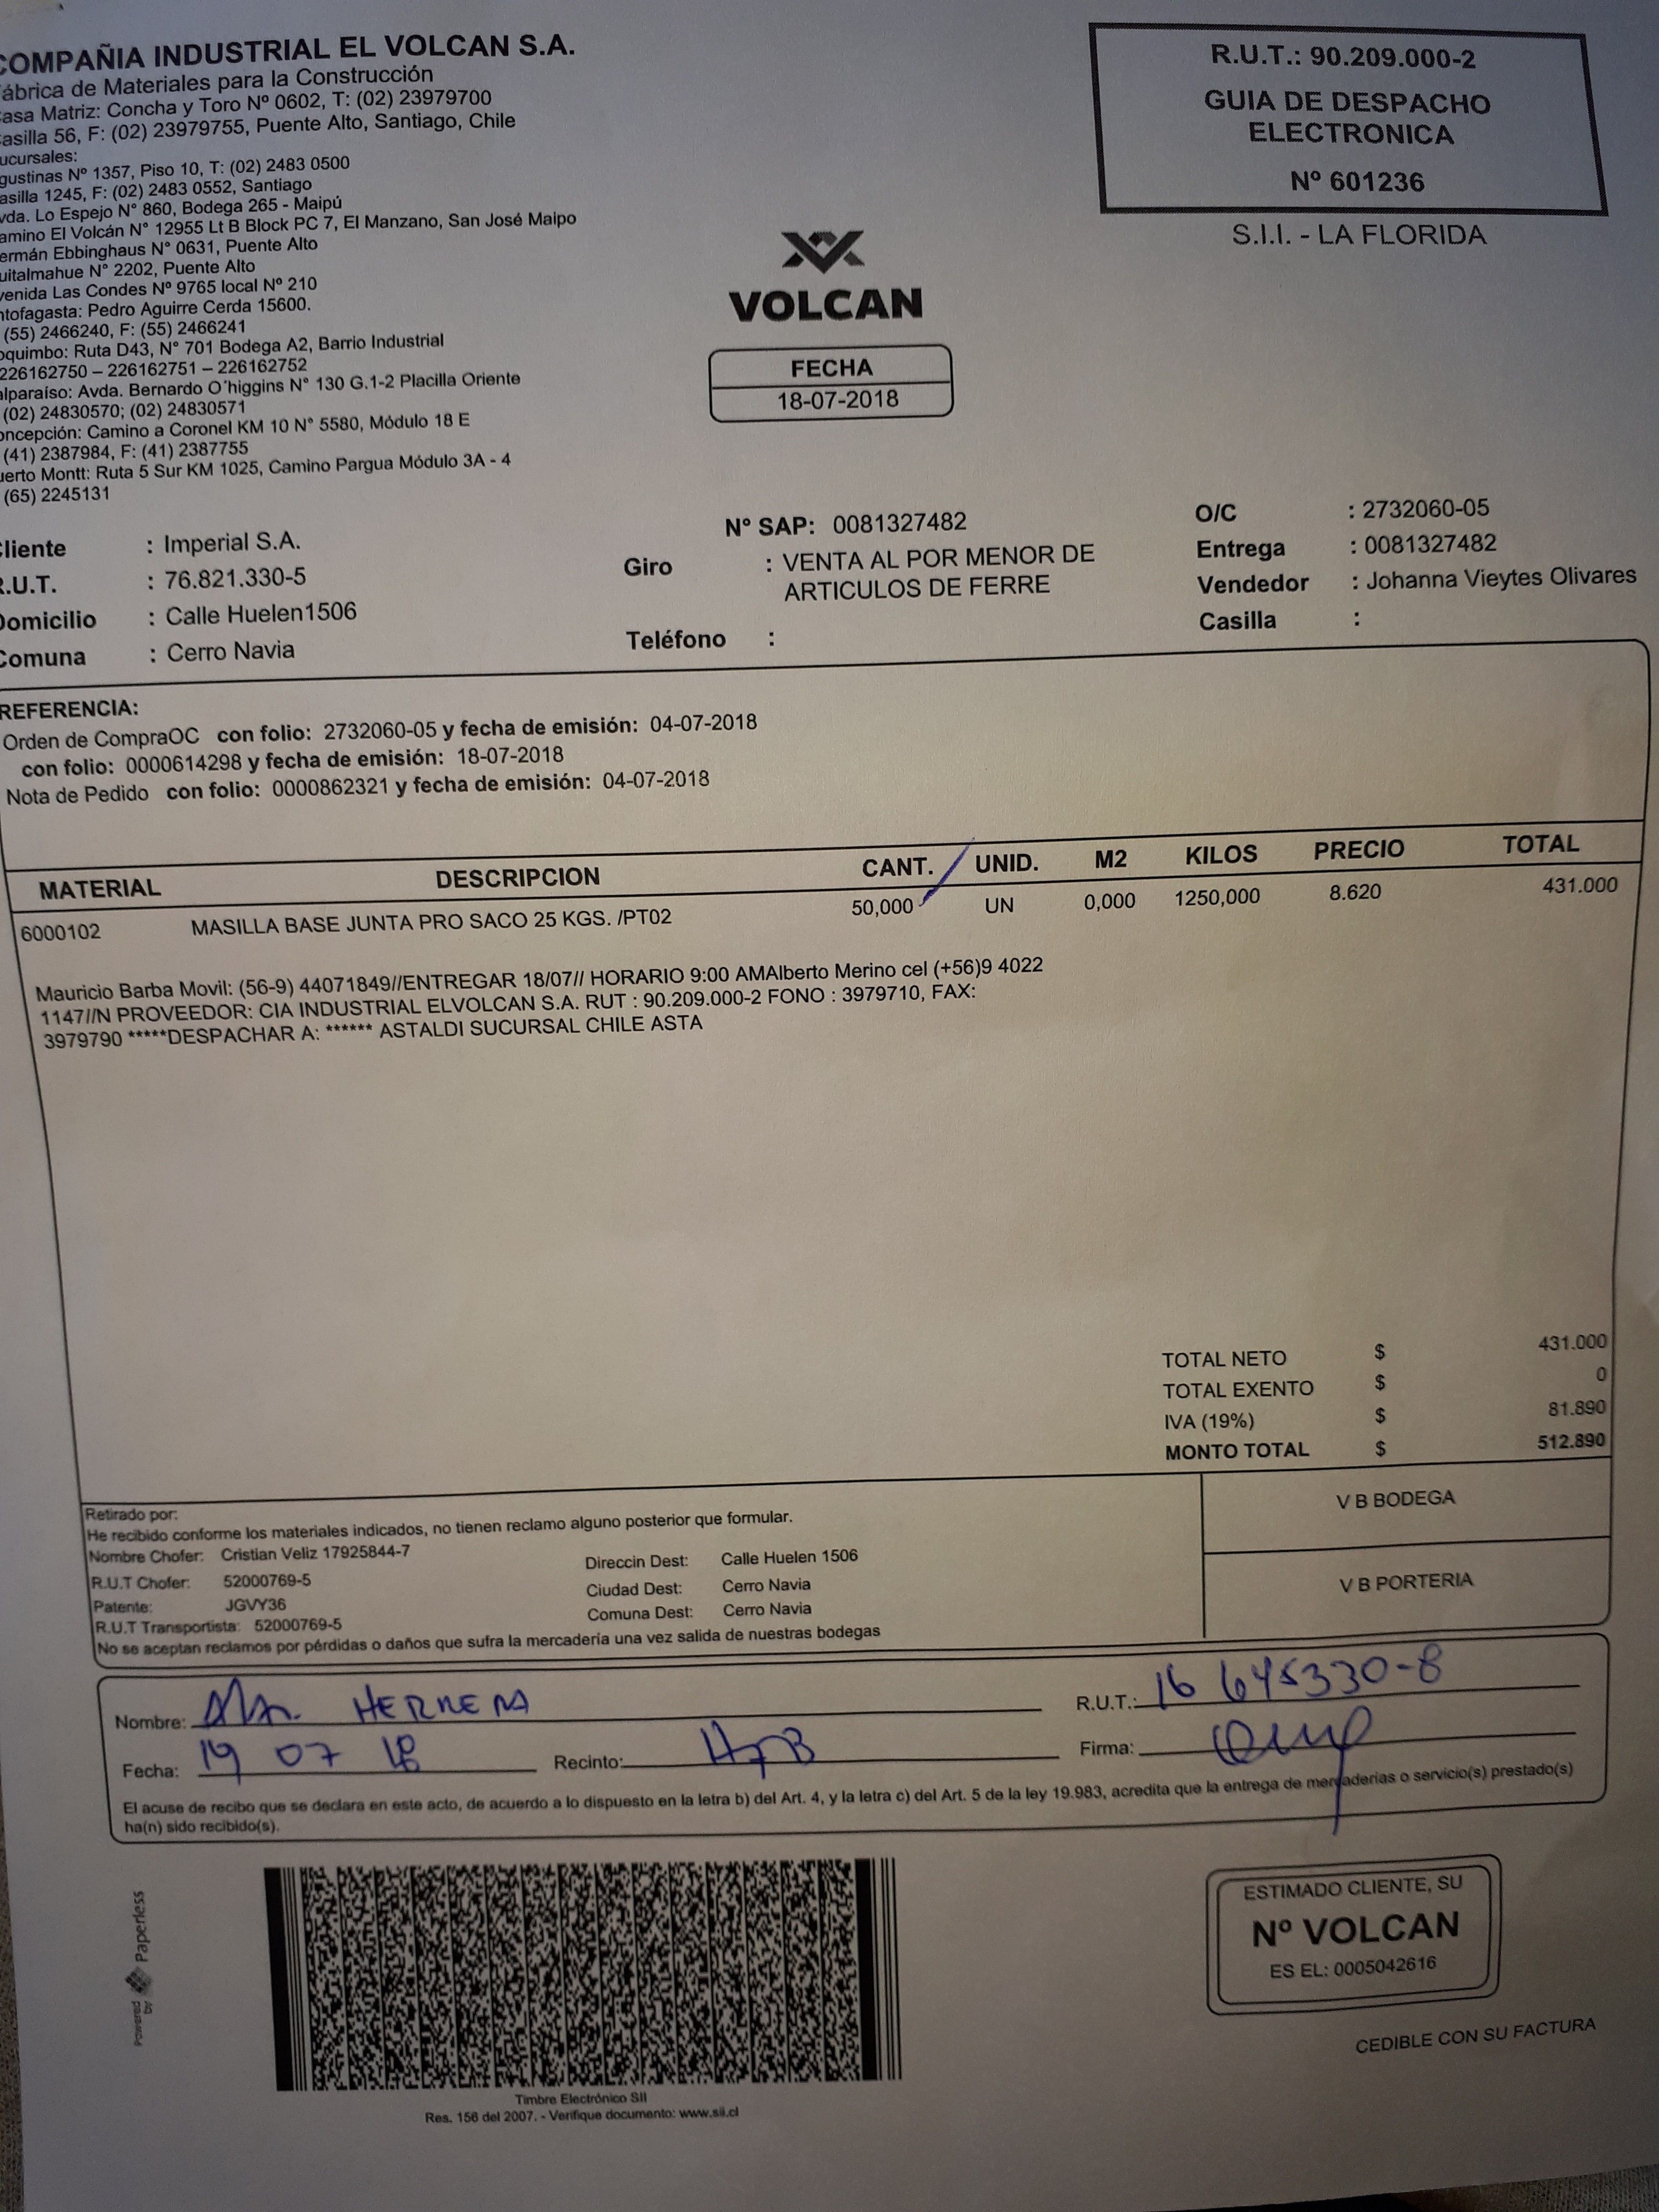 COMPAÑIA INDUSTRIAL EL VOLCAN S.A.
ábrica de Materiales para la Construcción
asa Matriz: Concha y Toro Nº 0602, T: (02) 23979700
asilla 56, F: (02) 23979755, Puente Alto, Santiago, Chile
ucursales:
gustinas Nº 1357, Piso 10, T: (02) 2483 0500
asilla 1245, F: (02) 2483 0552, Santiago
vda. Lo Espejo N° 860, Bodega 265 - Maipú
amino El Volcán N° 12955 Lt B Block PC 7, El Manzano, San José Maipo
ermán Ebbinghaus N° 0631, Puente Alto
uitalmahue N° 2202, Puente Alto
venida Las Condes Nº 9765 local Nº 210
ntofagasta: Pedro Aguirre Cerda 15600.
(55) 2466240, F: (55) 2466241
oquimbo: Ruta D43, N° 701 Bodega A2, Barrio Industrial
226162750 – 226162751 – 226162752
alparaíso: Avda. Bernardo O´higgins N° 130 G.1-2 Placilla Oriente
(02) 24830570; (02) 24830571
oncepción: Camino a Coronel KM 10 N° 5580, Módulo 18 E
(41) 2387984, F: (41) 2387755
uerto Montt: Ruta 5 Sur KM 1025, Camino Pargua Módulo 3A - 4
(65) 2245131
VOLCAN
FECHA
18-07-2018
R.U.T.: 90.209.000-2
GUIA DE DESPACHO
ELECTRONICA
Nº 601236
S.I.I. - LA FLORIDA
liente : Imperial S.A.
R.U.T. : 76.821.330-5
Domicilio : Calle Huelen1506
Comuna : Cerro Navia
Nº SAP: 0081327482
Giro : VENTA AL POR MENOR DE
ARTICULOS DE FERRE
Teléfono :
O/C : 2732060-05
Entrega : 0081327482
Vendedor : Johanna Vieytes Olivares
Casilla :
REFERENCIA:
Orden de CompraOC con folio: 2732060-05 y fecha de emisión: 04-07-2018
con folio: 0000614298 y fecha de emisión: 18-07-2018
Nota de Pedido con folio: 0000862321 y fecha de emisión: 04-07-2018
MATERIAL DESCRIPCION CANT. UNID. M2 KILOS PRECIO TOTAL
6000102 MASILLA BASE JUNTA PRO SACO 25 KGS. /PT02 50,000 UN 0,000 1250,000 8.620 431.000
Mauricio Barba Movil: (56-9) 44071849//ENTREGAR 18/07// HORARIO 9:00 AMAlberto Merino cel (+56)9 4022
1147//N PROVEEDOR: CIA INDUSTRIAL ELVOLCAN S.A. RUT : 90.209.000-2 FONO : 3979710, FAX:
3979790 *****DESPACHAR A: ****** ASTALDI SUCURSAL CHILE ASTA
TOTAL NETO $ 431.000
TOTAL EXENTO $ 0
IVA (19%) $ 81.890
MONTO TOTAL $ 512.890
Retirado por:
He recibido conforme los materiales indicados, no tienen reclamo alguno posterior que formular.
Nombre Chofer: Cristian Veliz 17925844-7
R.U.T Chofer: 52000769-5
Patente: JGVY36
R.U.T Transportista: 52000769-5
Direccin Dest: Calle Huelen 1506
Ciudad Dest: Cerro Navia
Comuna Dest: Cerro Navia
No se aceptan reclamos por pérdidas o daños que sufra la mercadería una vez salida de nuestras bodegas
V B BODEGA
V B PORTERIA
Nombre: HERRERA
R.U.T.: 16 645330-8
Fecha: 19 07 18 Recinto: Firma:
El acuse de recibo que se declara en este acto, de acuerdo a lo dispuesto en la letra b) del Art. 4, y la letra c) del Art. 5 de la ley 19.983, acredita que la entrega de mercaderias o servicio(s) prestado(s)
ha(n) sido recibido(s).
Powered by Paperless
Timbre Electrónico SII
Res. 156 del 2007. - Verifique documento: www.sii.cl
ESTIMADO CLIENTE, SU
Nº VOLCAN
ES EL: 0005042616
CEDIBLE CON SU FACTURA